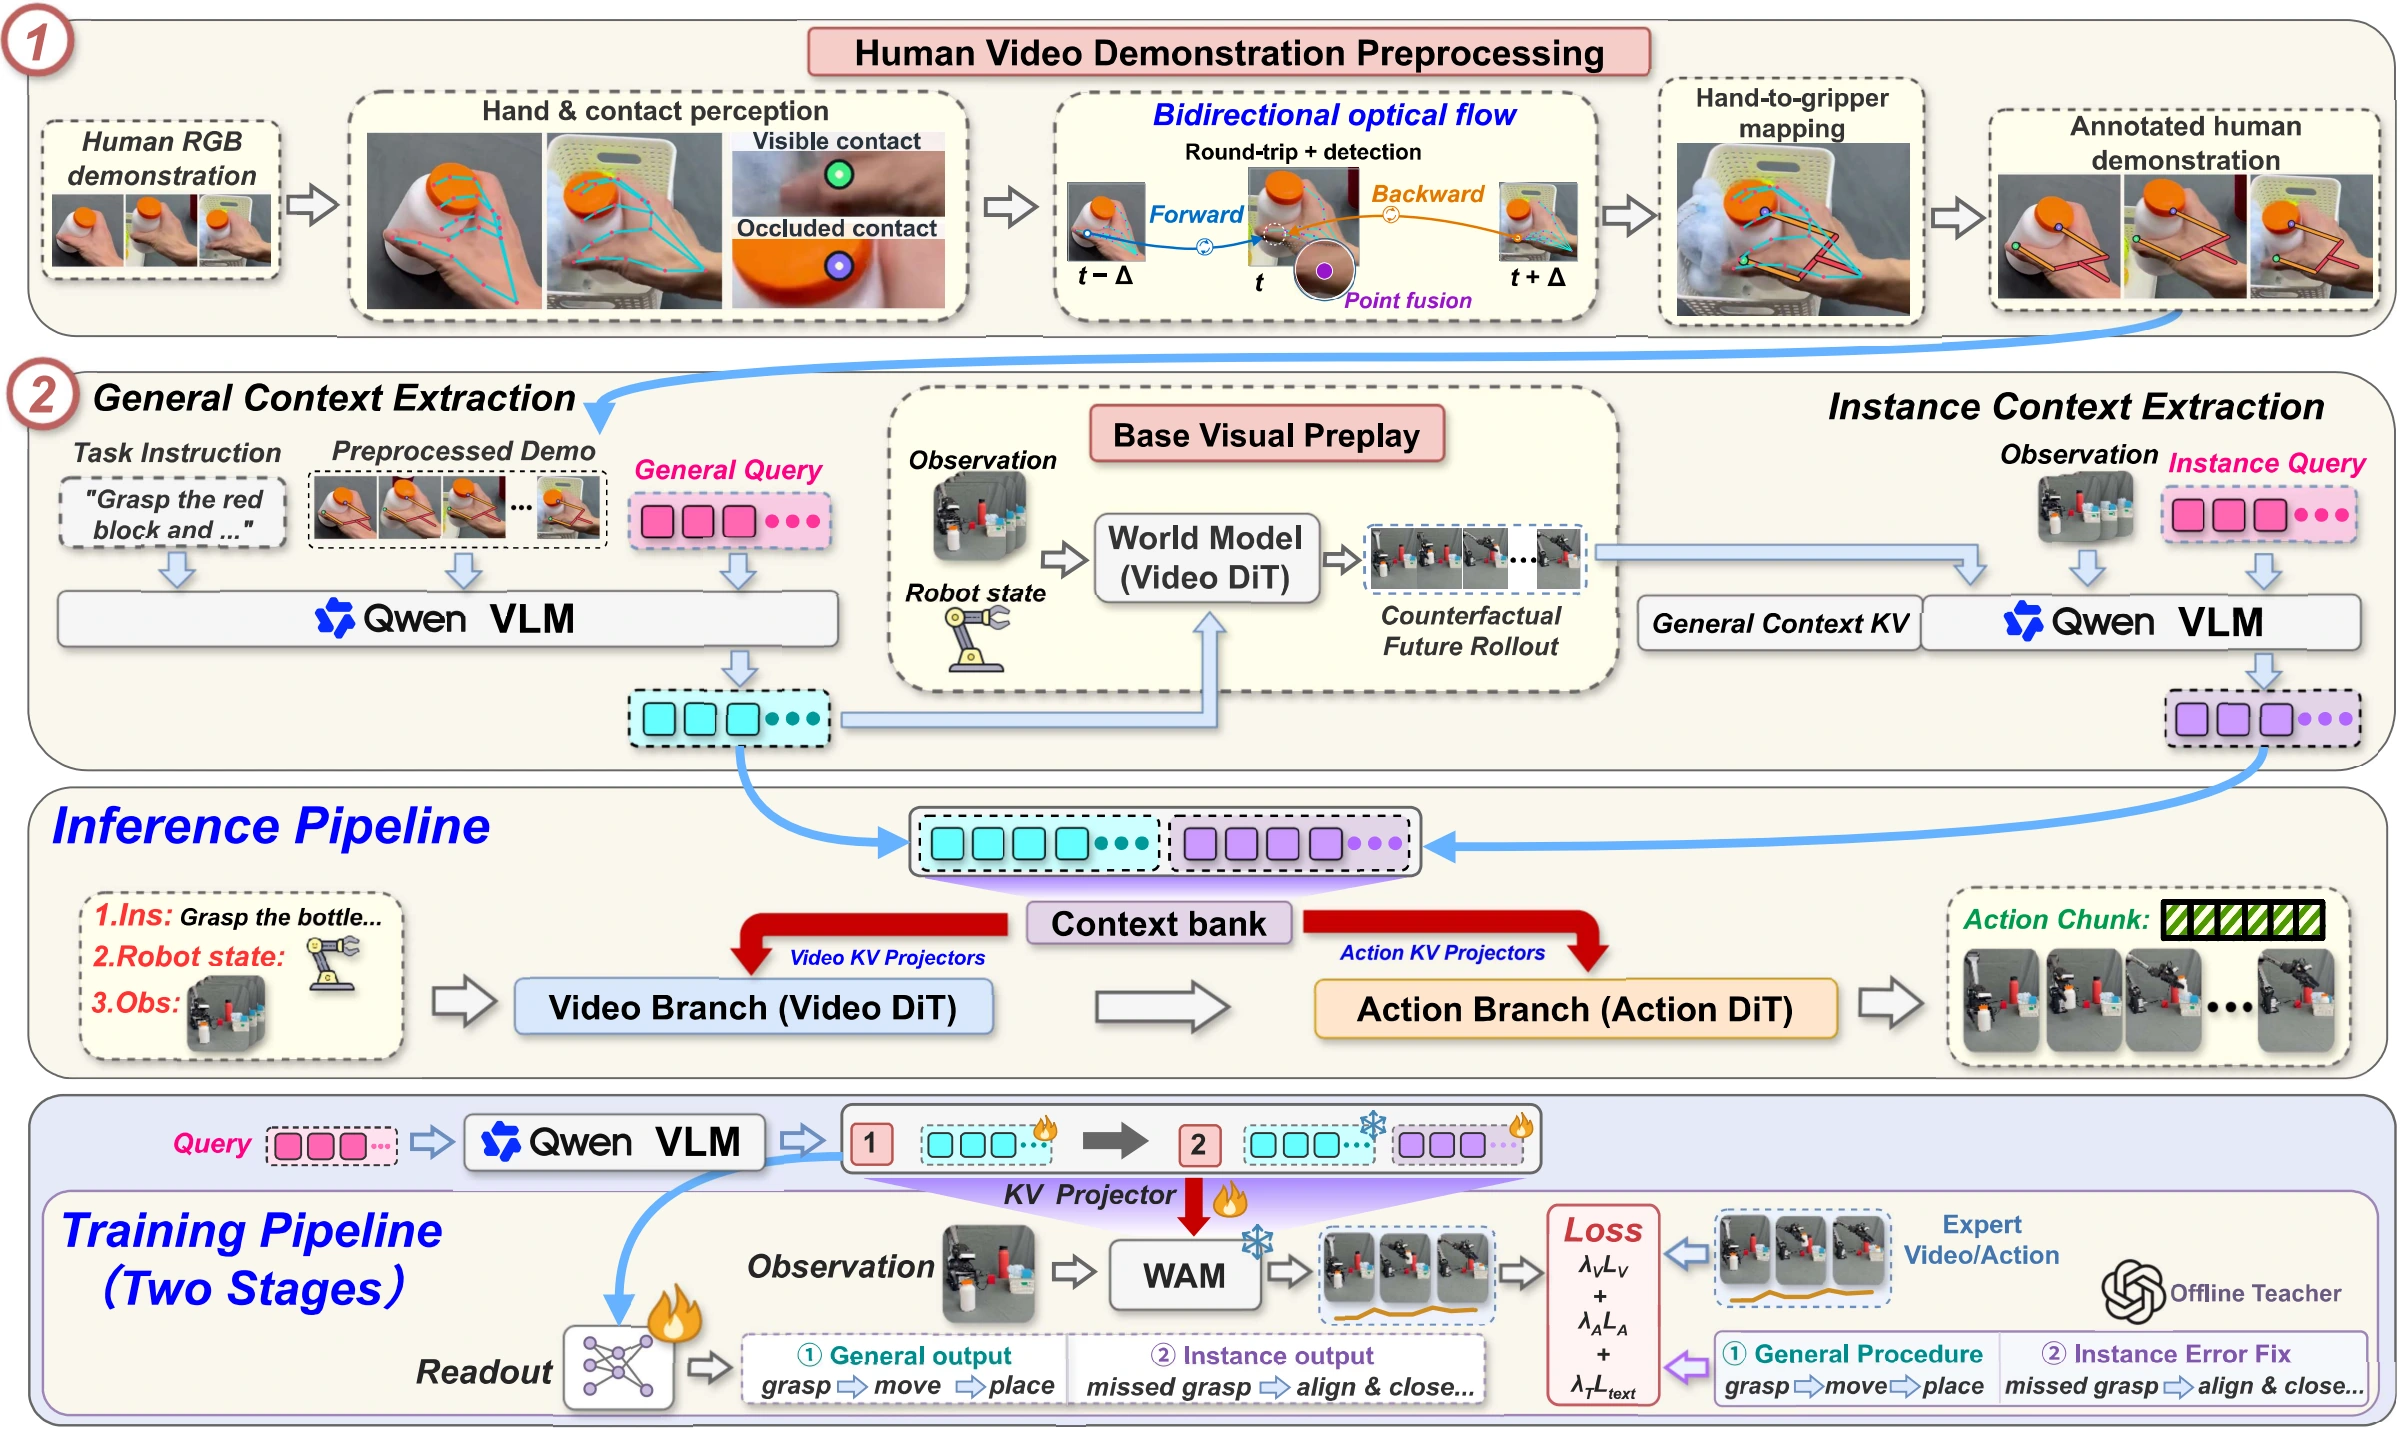 1
Human Video Demonstration Preprocessing
Human RGB
demonstration
Hand & contact perception
Visible contact
Occluded contact
Bidirectional optical flow
Round-trip + detection
Forward
Backward
t − Δ
t
t + Δ
Point fusion
Hand-to-gripper
mapping
Annotated human
demonstration
2
General Context Extraction
Task Instruction
"Grasp the red
block and ..."
Preprocessed Demo
...
General Query
Qwen VLM
Base Visual Preplay
Observation
Robot state
World Model
(Video DiT)
...
Counterfactual
Future Rollout
Instance Context Extraction
Observation
Instance Query
General Context KV
Qwen VLM
Inference Pipeline
Context bank
1.Ins: Grasp the bottle...
2.Robot state:
3.Obs:
Video KV Projectors
Action KV Projectors
Video Branch (Video DiT)
Action Branch (Action DiT)
Action Chunk:
...
Query
Qwen VLM
1
2
KV Projector
Training Pipeline
(Two Stages)
Observation
WAM
Loss
λVLV
+
λALA
+
λTLtext
Expert
Video/Action
Offline Teacher
Readout
① General output
grasp move place
② Instance output
missed grasp align & close...
① General Procedure
grasp move place
② Instance Error Fix
missed grasp align & close...